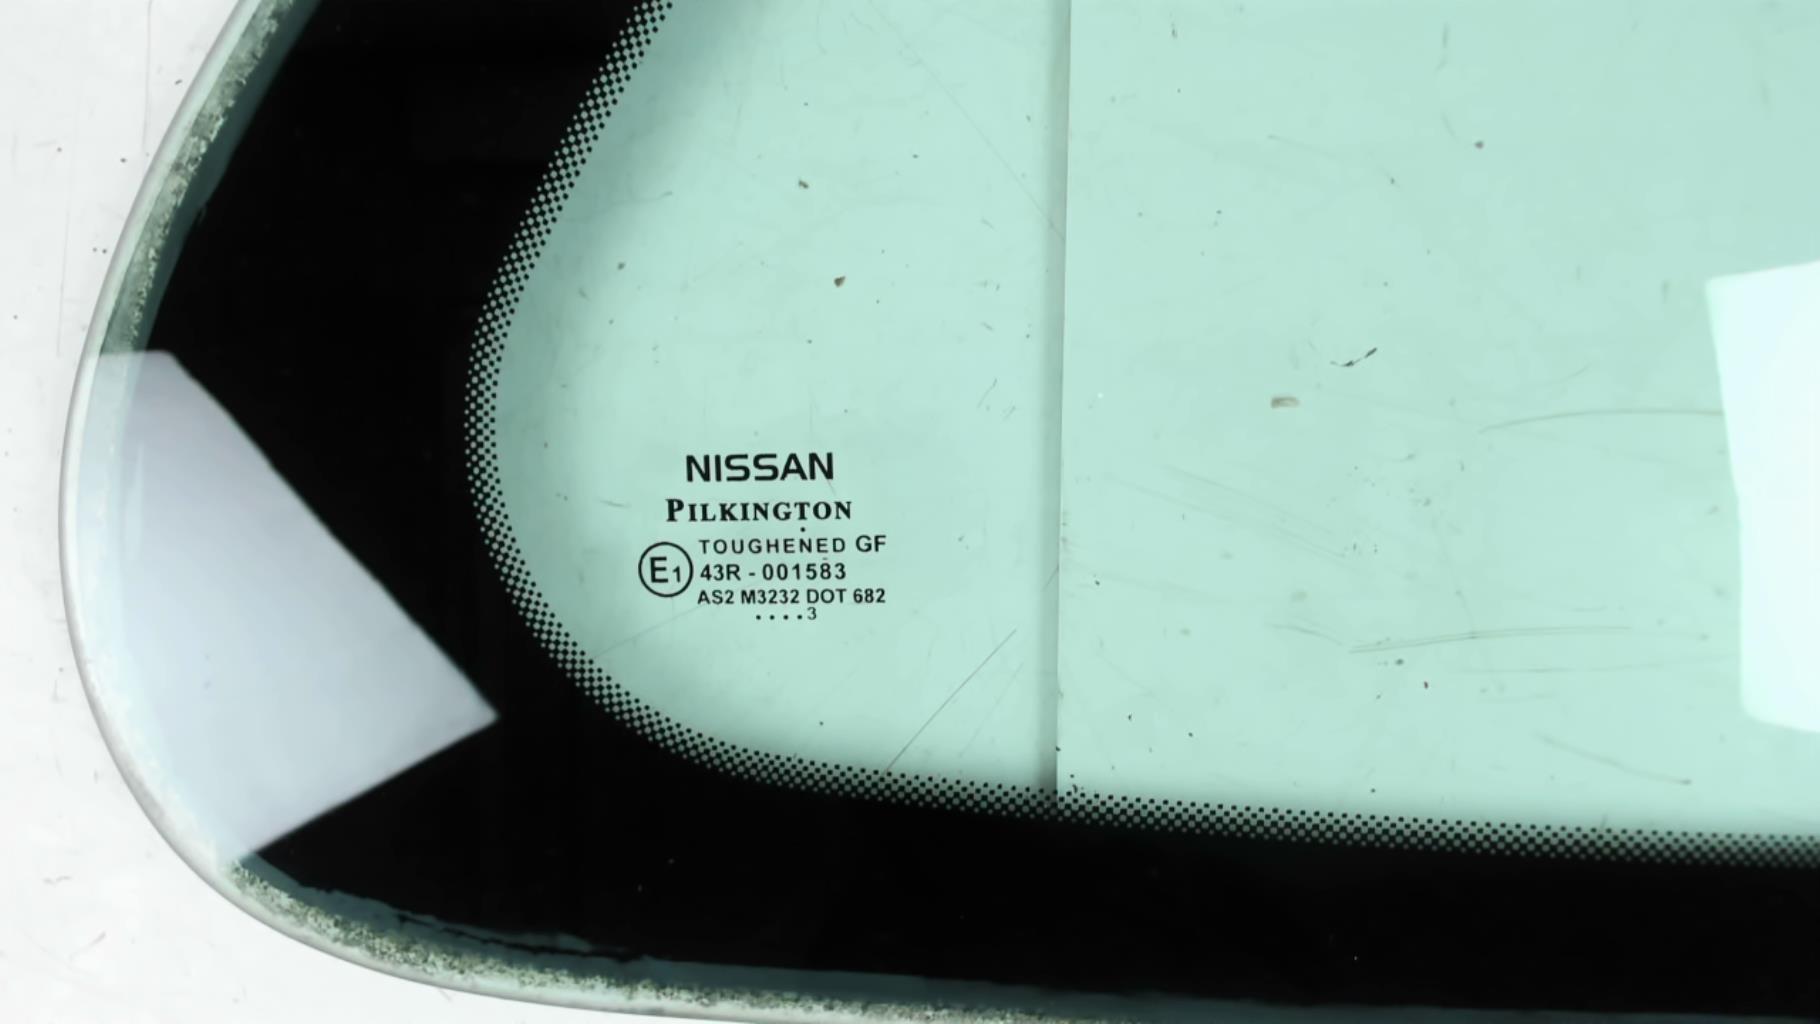 NISSAN
PILKINGTON
TOUGHENED GF
E1 43R - 001583
AS2 M3232 DOT 682
....3